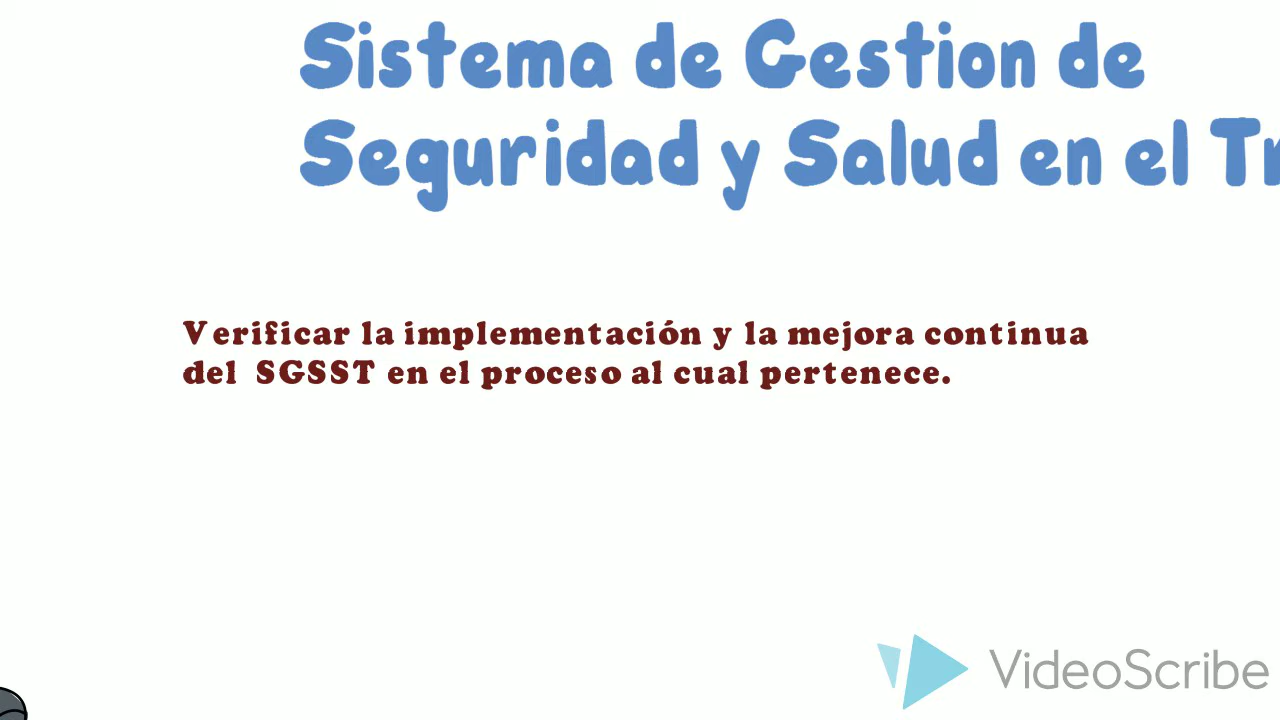 Sistema de Gestion de
Seguridad y Salud en el Tr
Verificar la implementación y la mejora continua
del SGSST en el proceso al cual pertenece.
VideoScribe